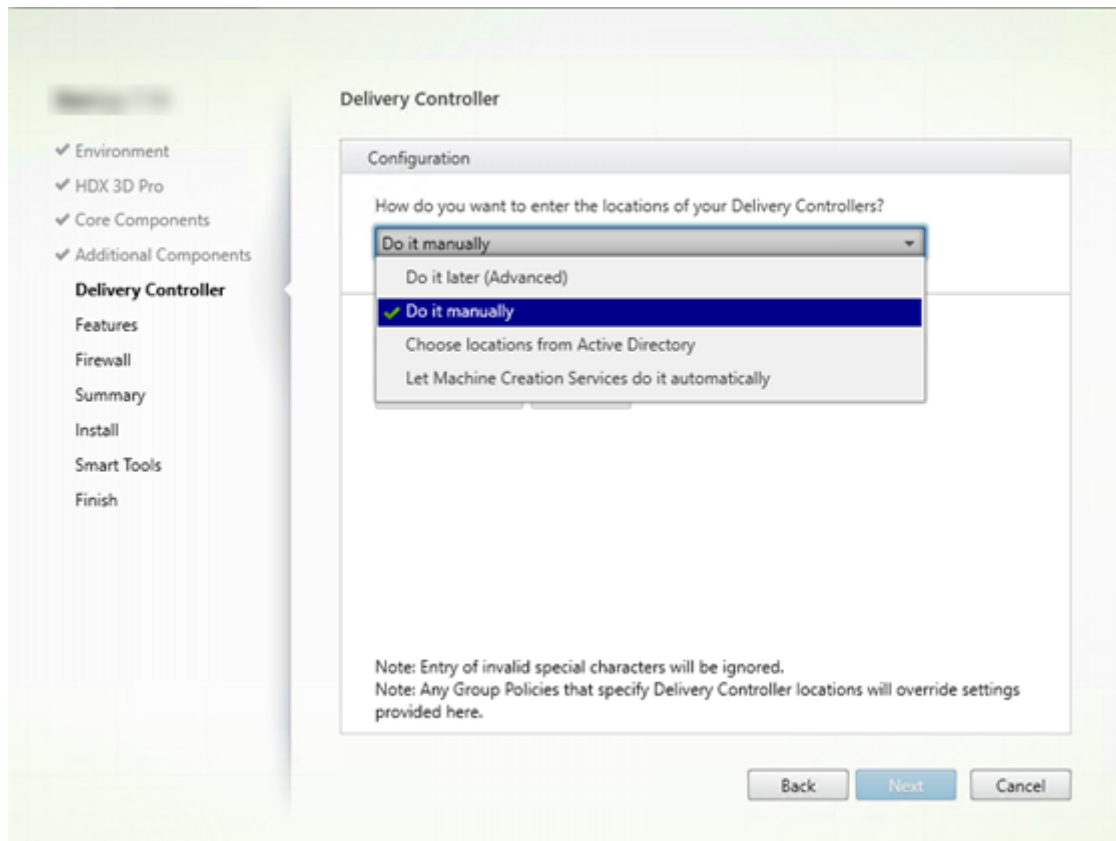 Delivery Controller
Environment
HDX 3D Pro
Core Components
Additional Components
Delivery Controller
Features
Firewall
Summary
Install
Smart Tools
Finish
Configuration
How do you want to enter the locations of your Delivery Controllers?
Do it manually
Do it later (Advanced)
Do it manually
Choose locations from Active Directory
Let Machine Creation Services do it automatically
Note: Entry of invalid special characters will be ignored.
Note: Any Group Policies that specify Delivery Controller locations will override settings
provided here.
Back
Next
Cancel